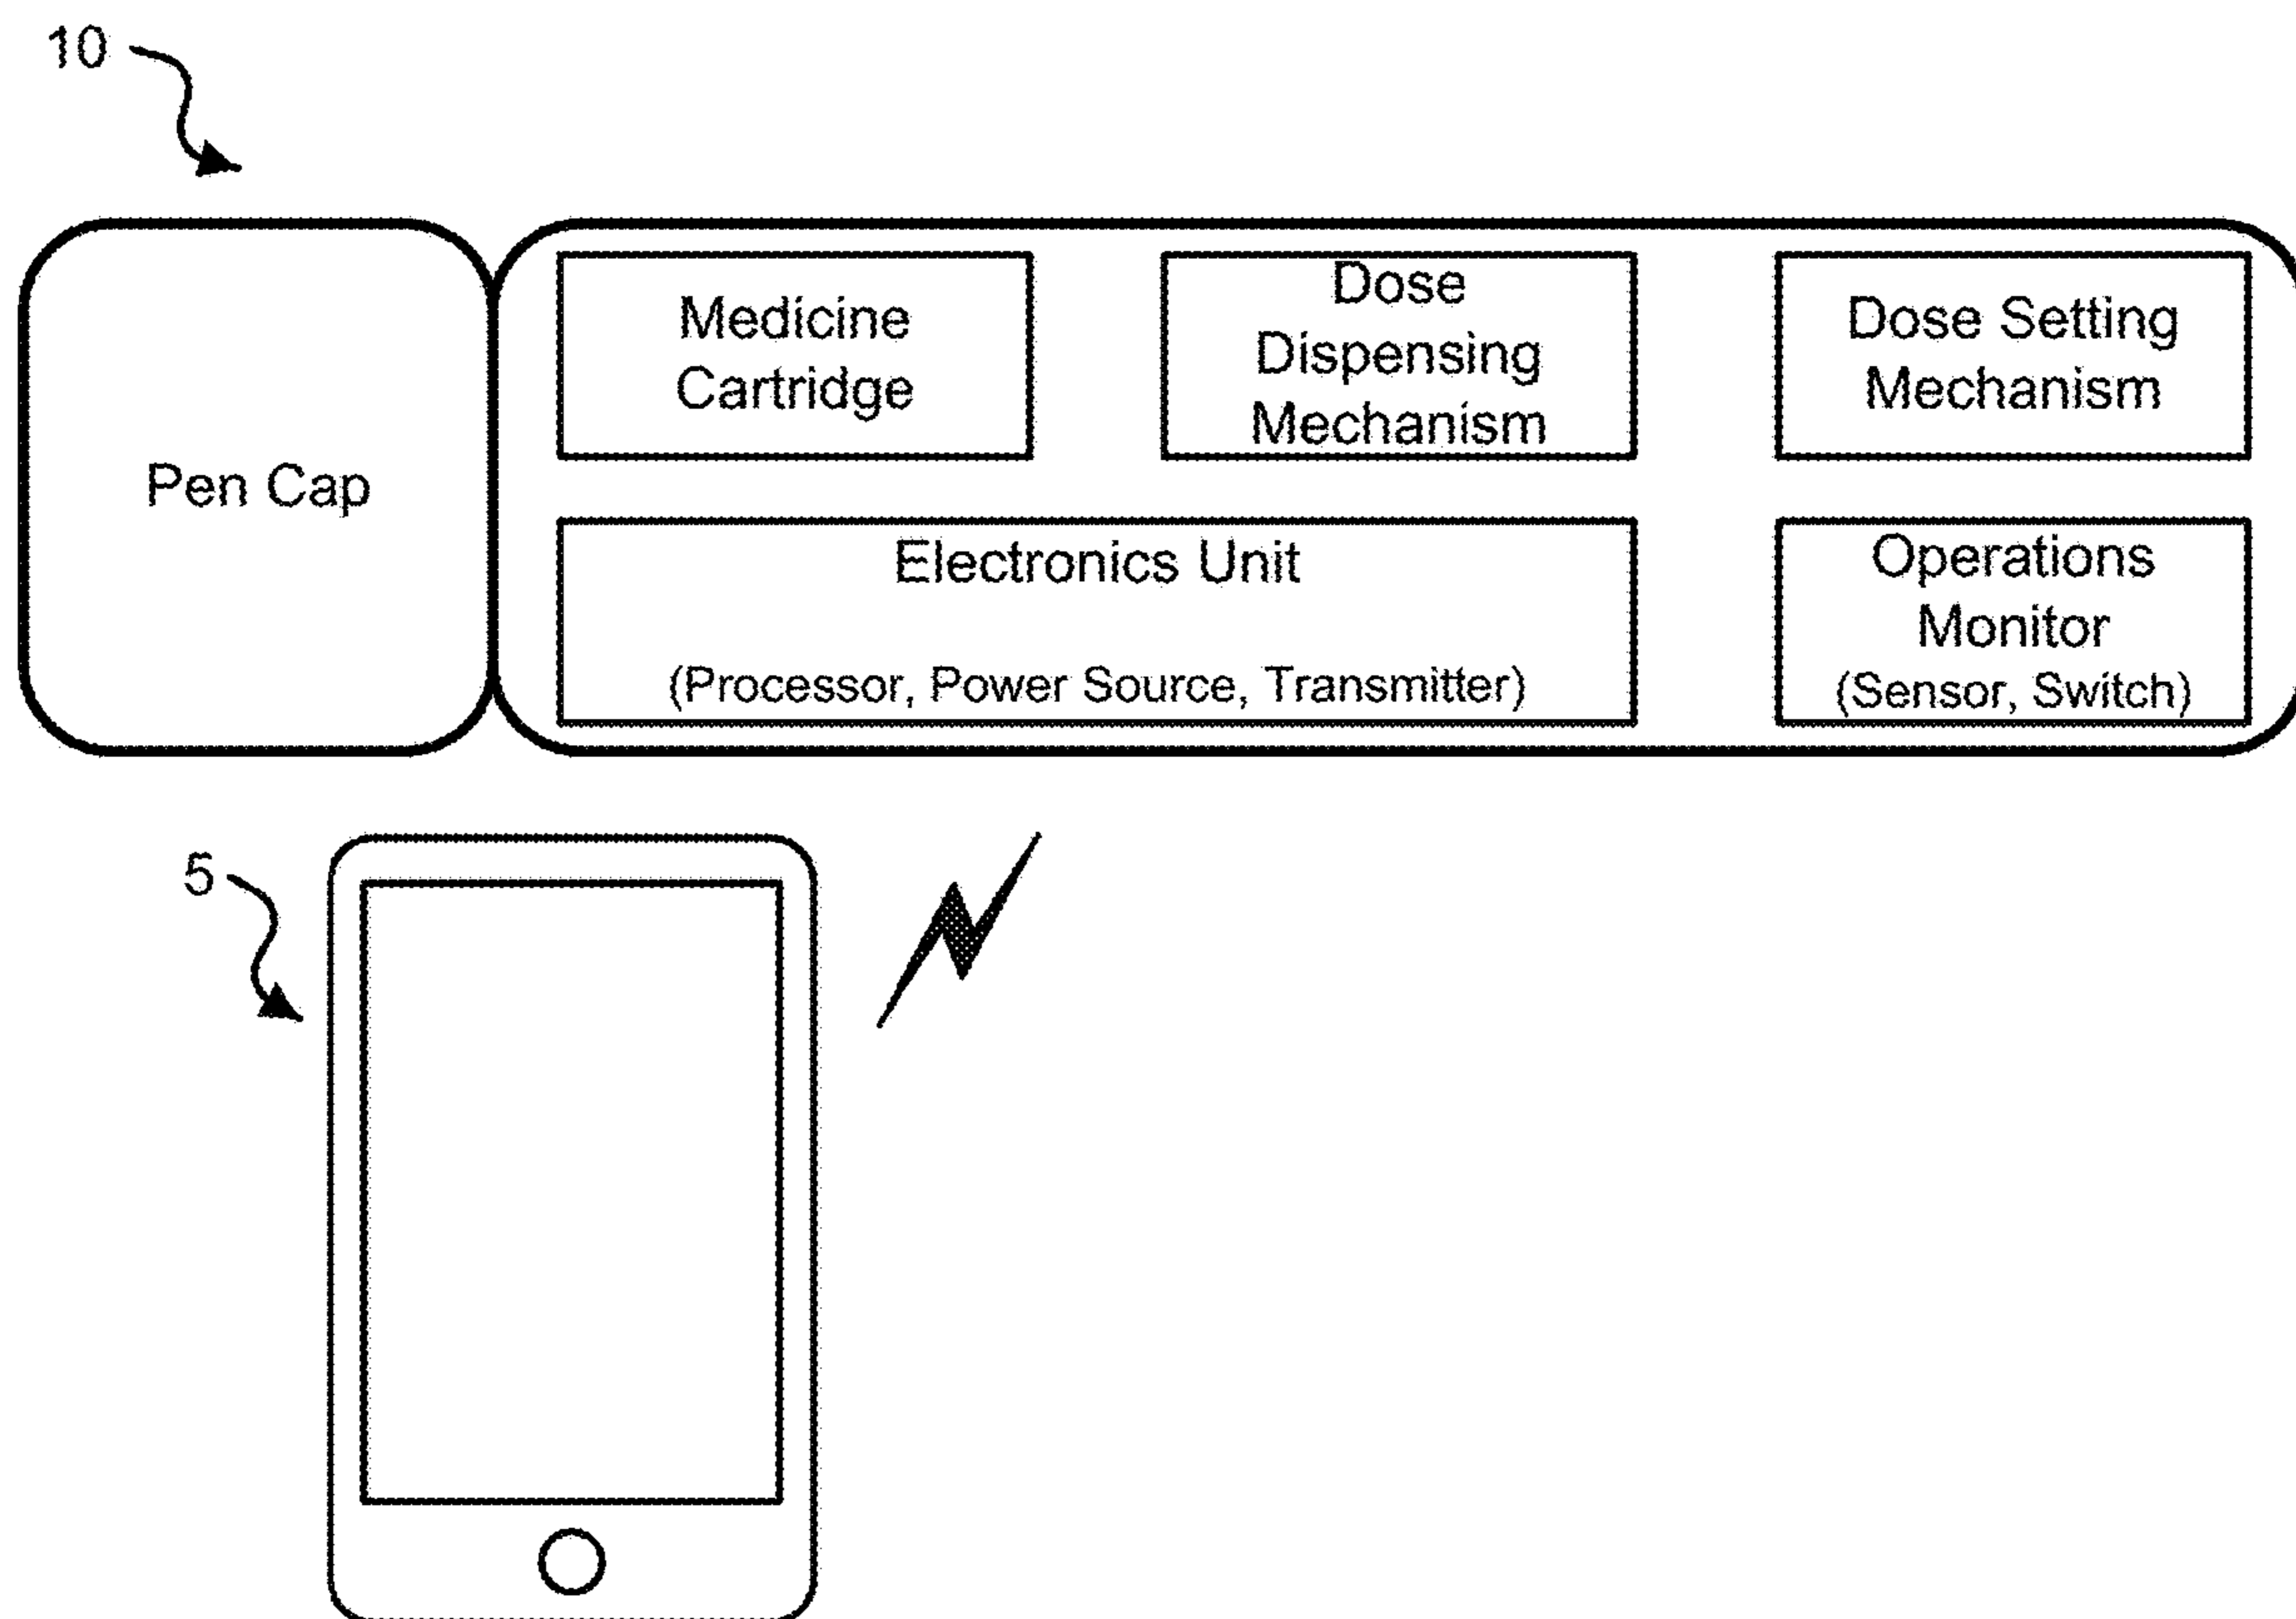 10
Medicine
Cartridge
Dose
Dispensing
Mechanism
Dose Setting
Mechanism
Pen Cap
Electronics Unit
(Processor, Power Source, Transmitter)
Operations
Monitor
(Sensor, Switch)
5